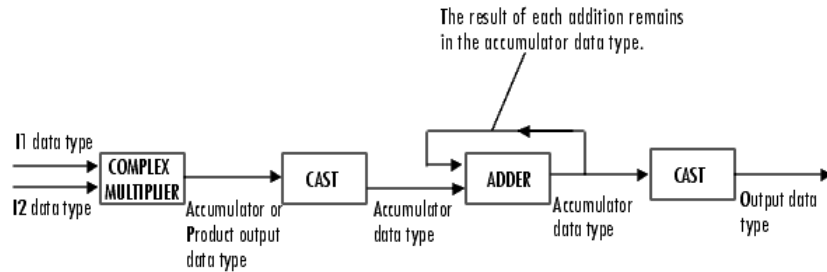 The result of each addition remains
in the accumulator data type.
I1 data type
COMPLEX
MULTIPLIER
CAST
ADDER
CAST
I2 data type
Accumulator or
Product output
data type
Accumulator
data type
Accumulator
data type
Output data
type